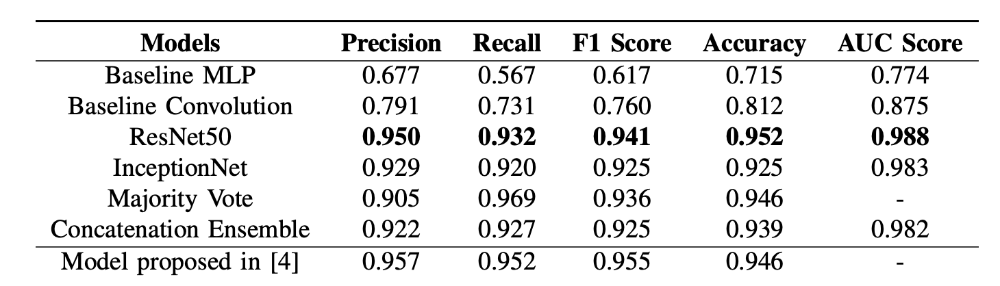 Models Precision Recall F1 Score Accuracy AUC Score
Baseline MLP 0.677 0.567 0.617 0.715 0.774
Baseline Convolution 0.791 0.731 0.760 0.812 0.875
ResNet50 0.950 0.932 0.941 0.952 0.988
InceptionNet 0.929 0.920 0.925 0.925 0.983
Majority Vote 0.905 0.969 0.936 0.946 -
Concatenation Ensemble 0.922 0.927 0.925 0.939 0.982
Model proposed in [4] 0.957 0.952 0.955 0.946 -